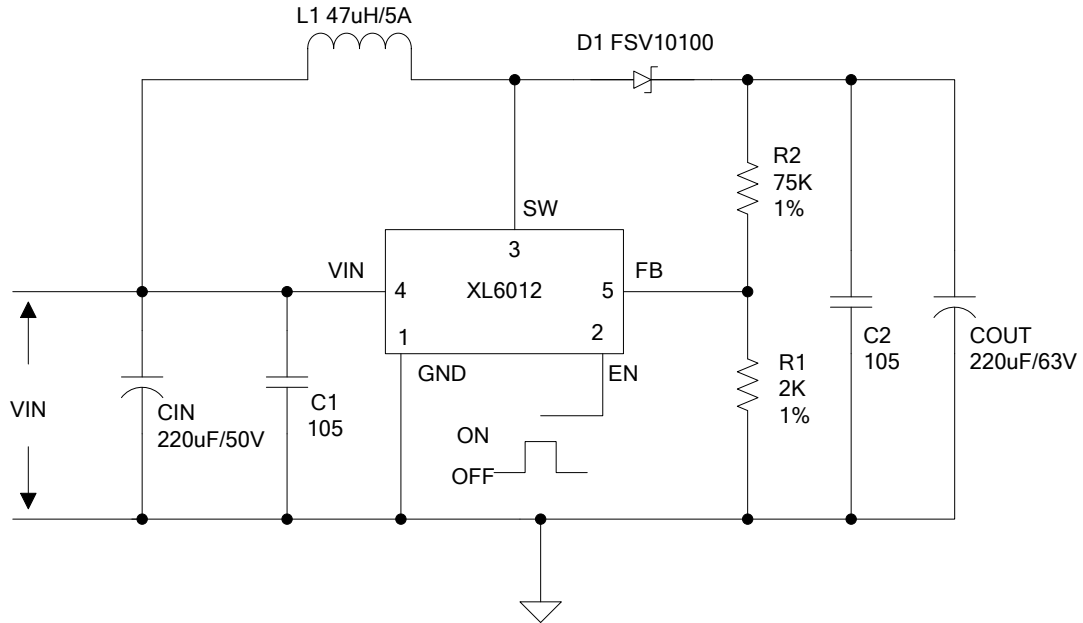 L1 47uH/5A
D1 FSV10100
R2
75K
1%
SW
3
VIN
4
XL6012
5
FB
1
2
GND
EN
C2
105
COUT
220uF/63V
R1
2K
1%
VIN
CIN
220uF/50V
C1
105
ON
OFF